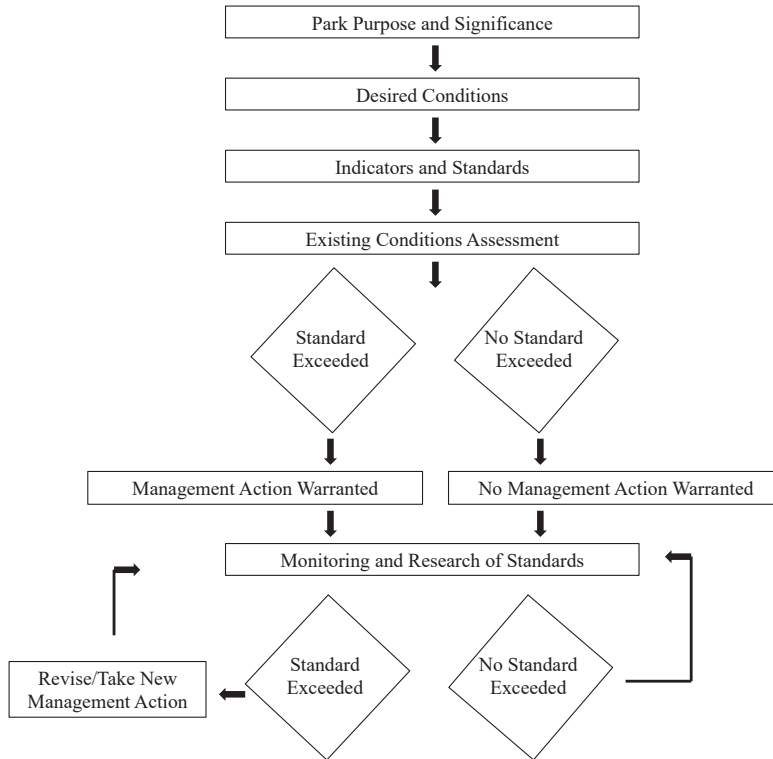 Park Purpose and Significance
Desired Conditions
Indicators and Standards
Existing Conditions Assessment
Standard
Exceeded
No Standard
Exceeded
Management Action Warranted
No Management Action Warranted
Monitoring and Research of Standards
Revise/Take New
Management Action
Standard
Exceeded
No Standard
Exceeded